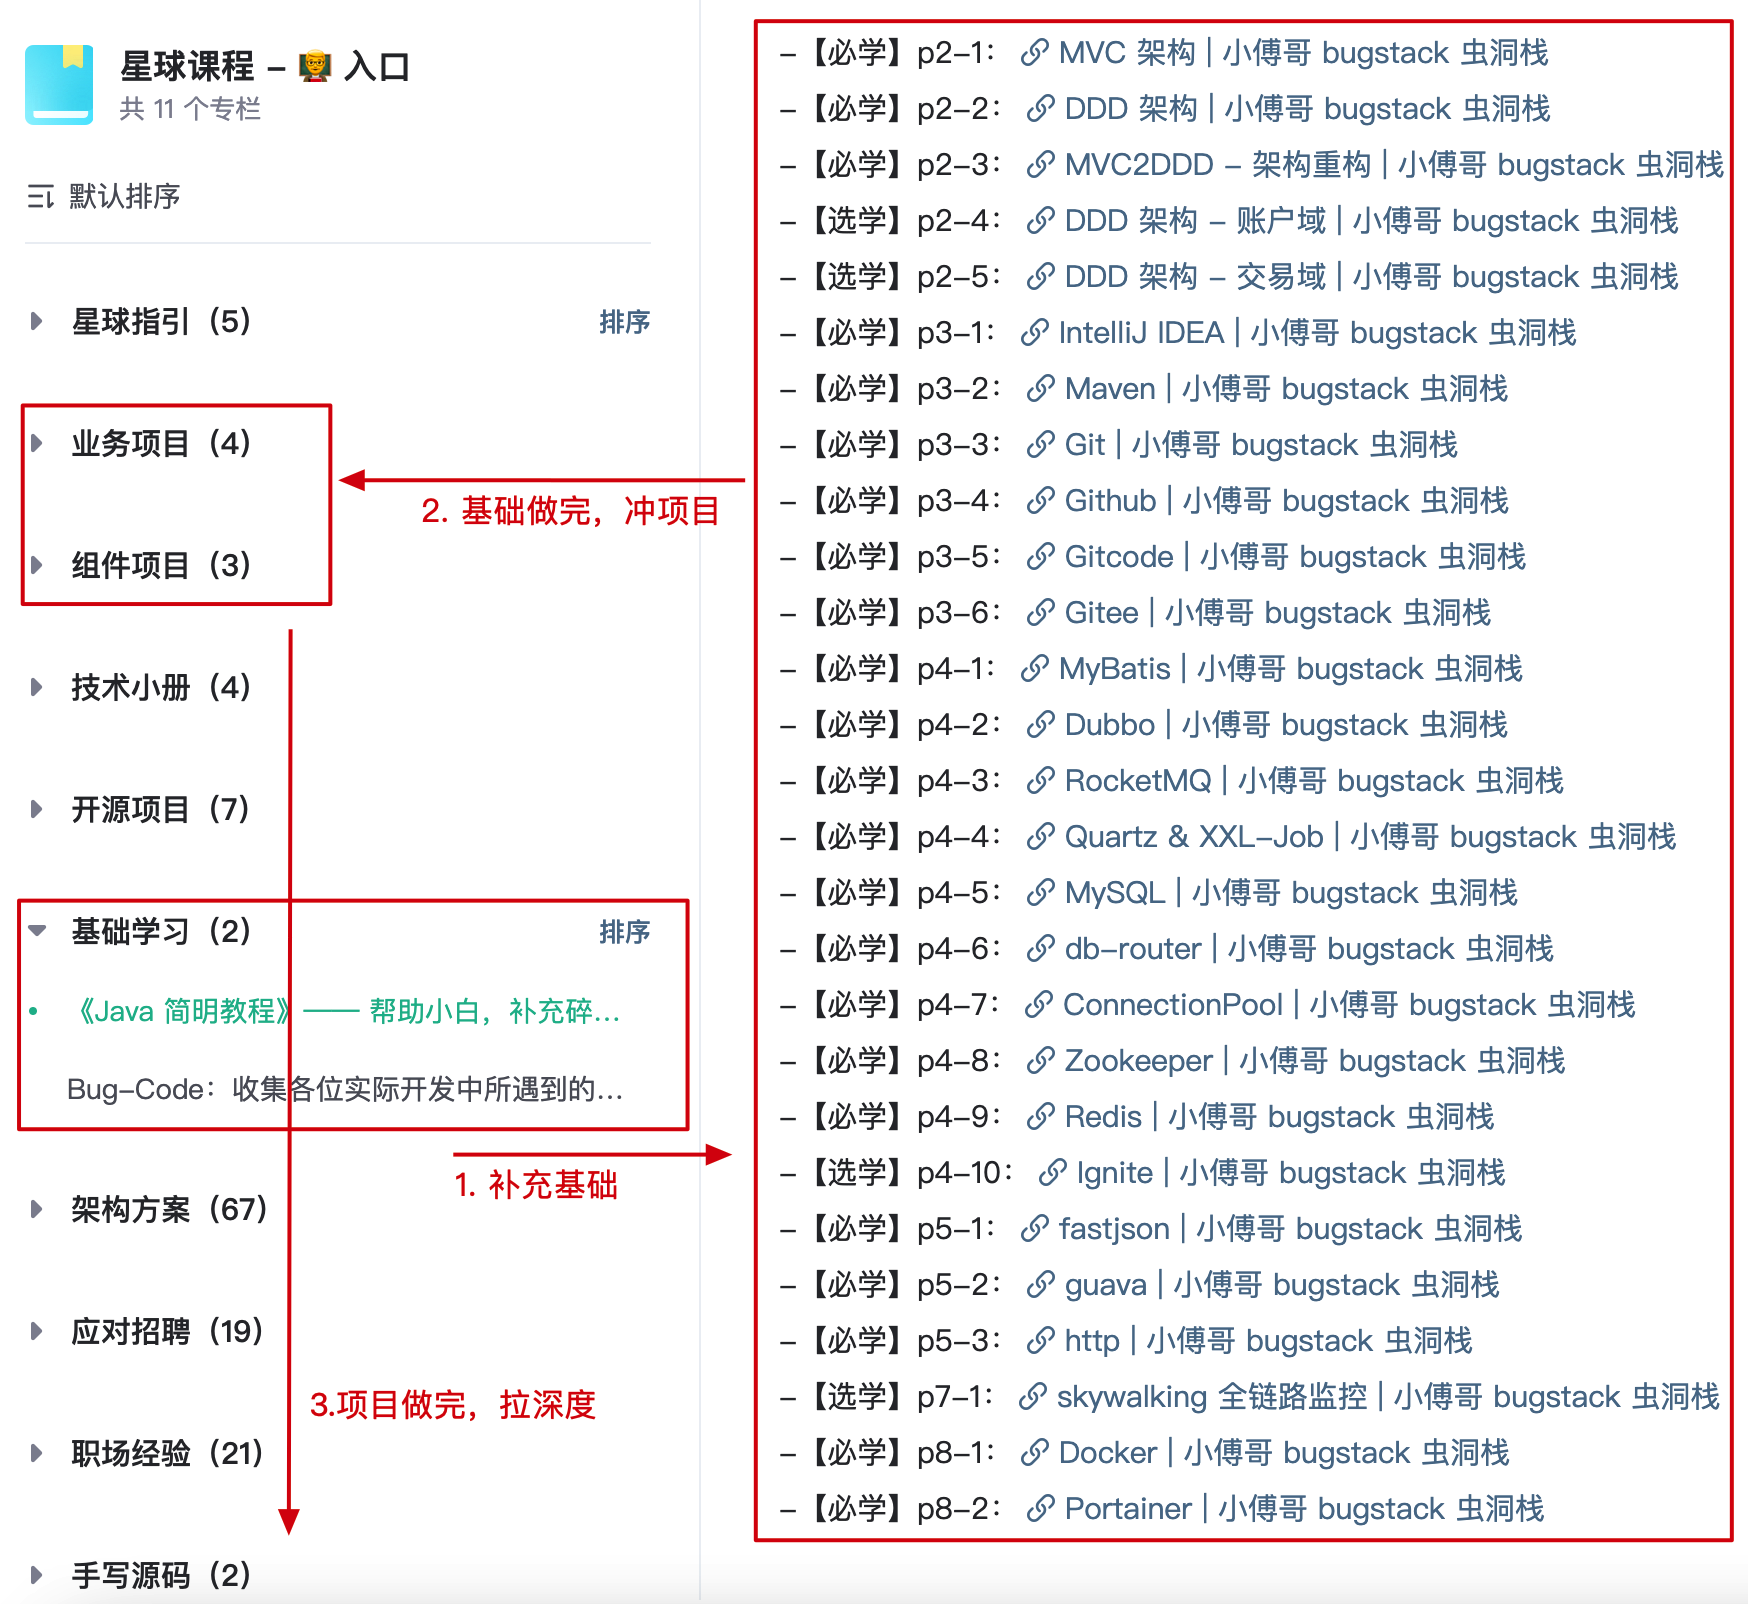 星球课程 – 👨‍🏫 入口
共 11 个专栏
默认排序
星球指引（5）
排序
业务项目（4）
组件项目（3）
技术小册（4）
开源项目（7）
基础学习（2）
排序
• 《Java 简明教程》—— 帮助小白，补充碎...
Bug-Code：收集各位实际开发中所遇到的...
架构方案（67）
应对招聘（19）
职场经验（21）
手写源码（2）
1. 补充基础
2. 基础做完，冲项目
3.项目做完，拉深度
–【必学】p2-1： MVC 架构 | 小傅哥 bugstack 虫洞栈
–【必学】p2-2： DDD 架构 | 小傅哥 bugstack 虫洞栈
–【必学】p2-3： MVC2DDD – 架构重构 | 小傅哥 bugstack 虫洞栈
–【选学】p2-4： DDD 架构 – 账户域 | 小傅哥 bugstack 虫洞栈
–【选学】p2-5： DDD 架构 – 交易域 | 小傅哥 bugstack 虫洞栈
–【必学】p3-1： IntelliJ IDEA | 小傅哥 bugstack 虫洞栈
–【必学】p3-2： Maven | 小傅哥 bugstack 虫洞栈
–【必学】p3-3： Git | 小傅哥 bugstack 虫洞栈
–【必学】p3-4： Github | 小傅哥 bugstack 虫洞栈
–【必学】p3-5： Gitcode | 小傅哥 bugstack 虫洞栈
–【必学】p3-6： Gitee | 小傅哥 bugstack 虫洞栈
–【必学】p4-1： MyBatis | 小傅哥 bugstack 虫洞栈
–【必学】p4-2： Dubbo | 小傅哥 bugstack 虫洞栈
–【必学】p4-3： RocketMQ | 小傅哥 bugstack 虫洞栈
–【必学】p4-4： Quartz & XXL-Job | 小傅哥 bugstack 虫洞栈
–【必学】p4-5： MySQL | 小傅哥 bugstack 虫洞栈
–【必学】p4-6： db-router | 小傅哥 bugstack 虫洞栈
–【必学】p4-7： ConnectionPool | 小傅哥 bugstack 虫洞栈
–【必学】p4-8： Zookeeper | 小傅哥 bugstack 虫洞栈
–【必学】p4-9： Redis | 小傅哥 bugstack 虫洞栈
–【选学】p4-10： Ignite | 小傅哥 bugstack 虫洞栈
–【必学】p5-1： fastjson | 小傅哥 bugstack 虫洞栈
–【必学】p5-2： guava | 小傅哥 bugstack 虫洞栈
–【必学】p5-3： http | 小傅哥 bugstack 虫洞栈
–【选学】p7-1： skywalking 全链路监控 | 小傅哥 bugstack 虫洞栈
–【必学】p8-1： Docker | 小傅哥 bugstack 虫洞栈
–【必学】p8-2： Portainer | 小傅哥 bugstack 虫洞栈